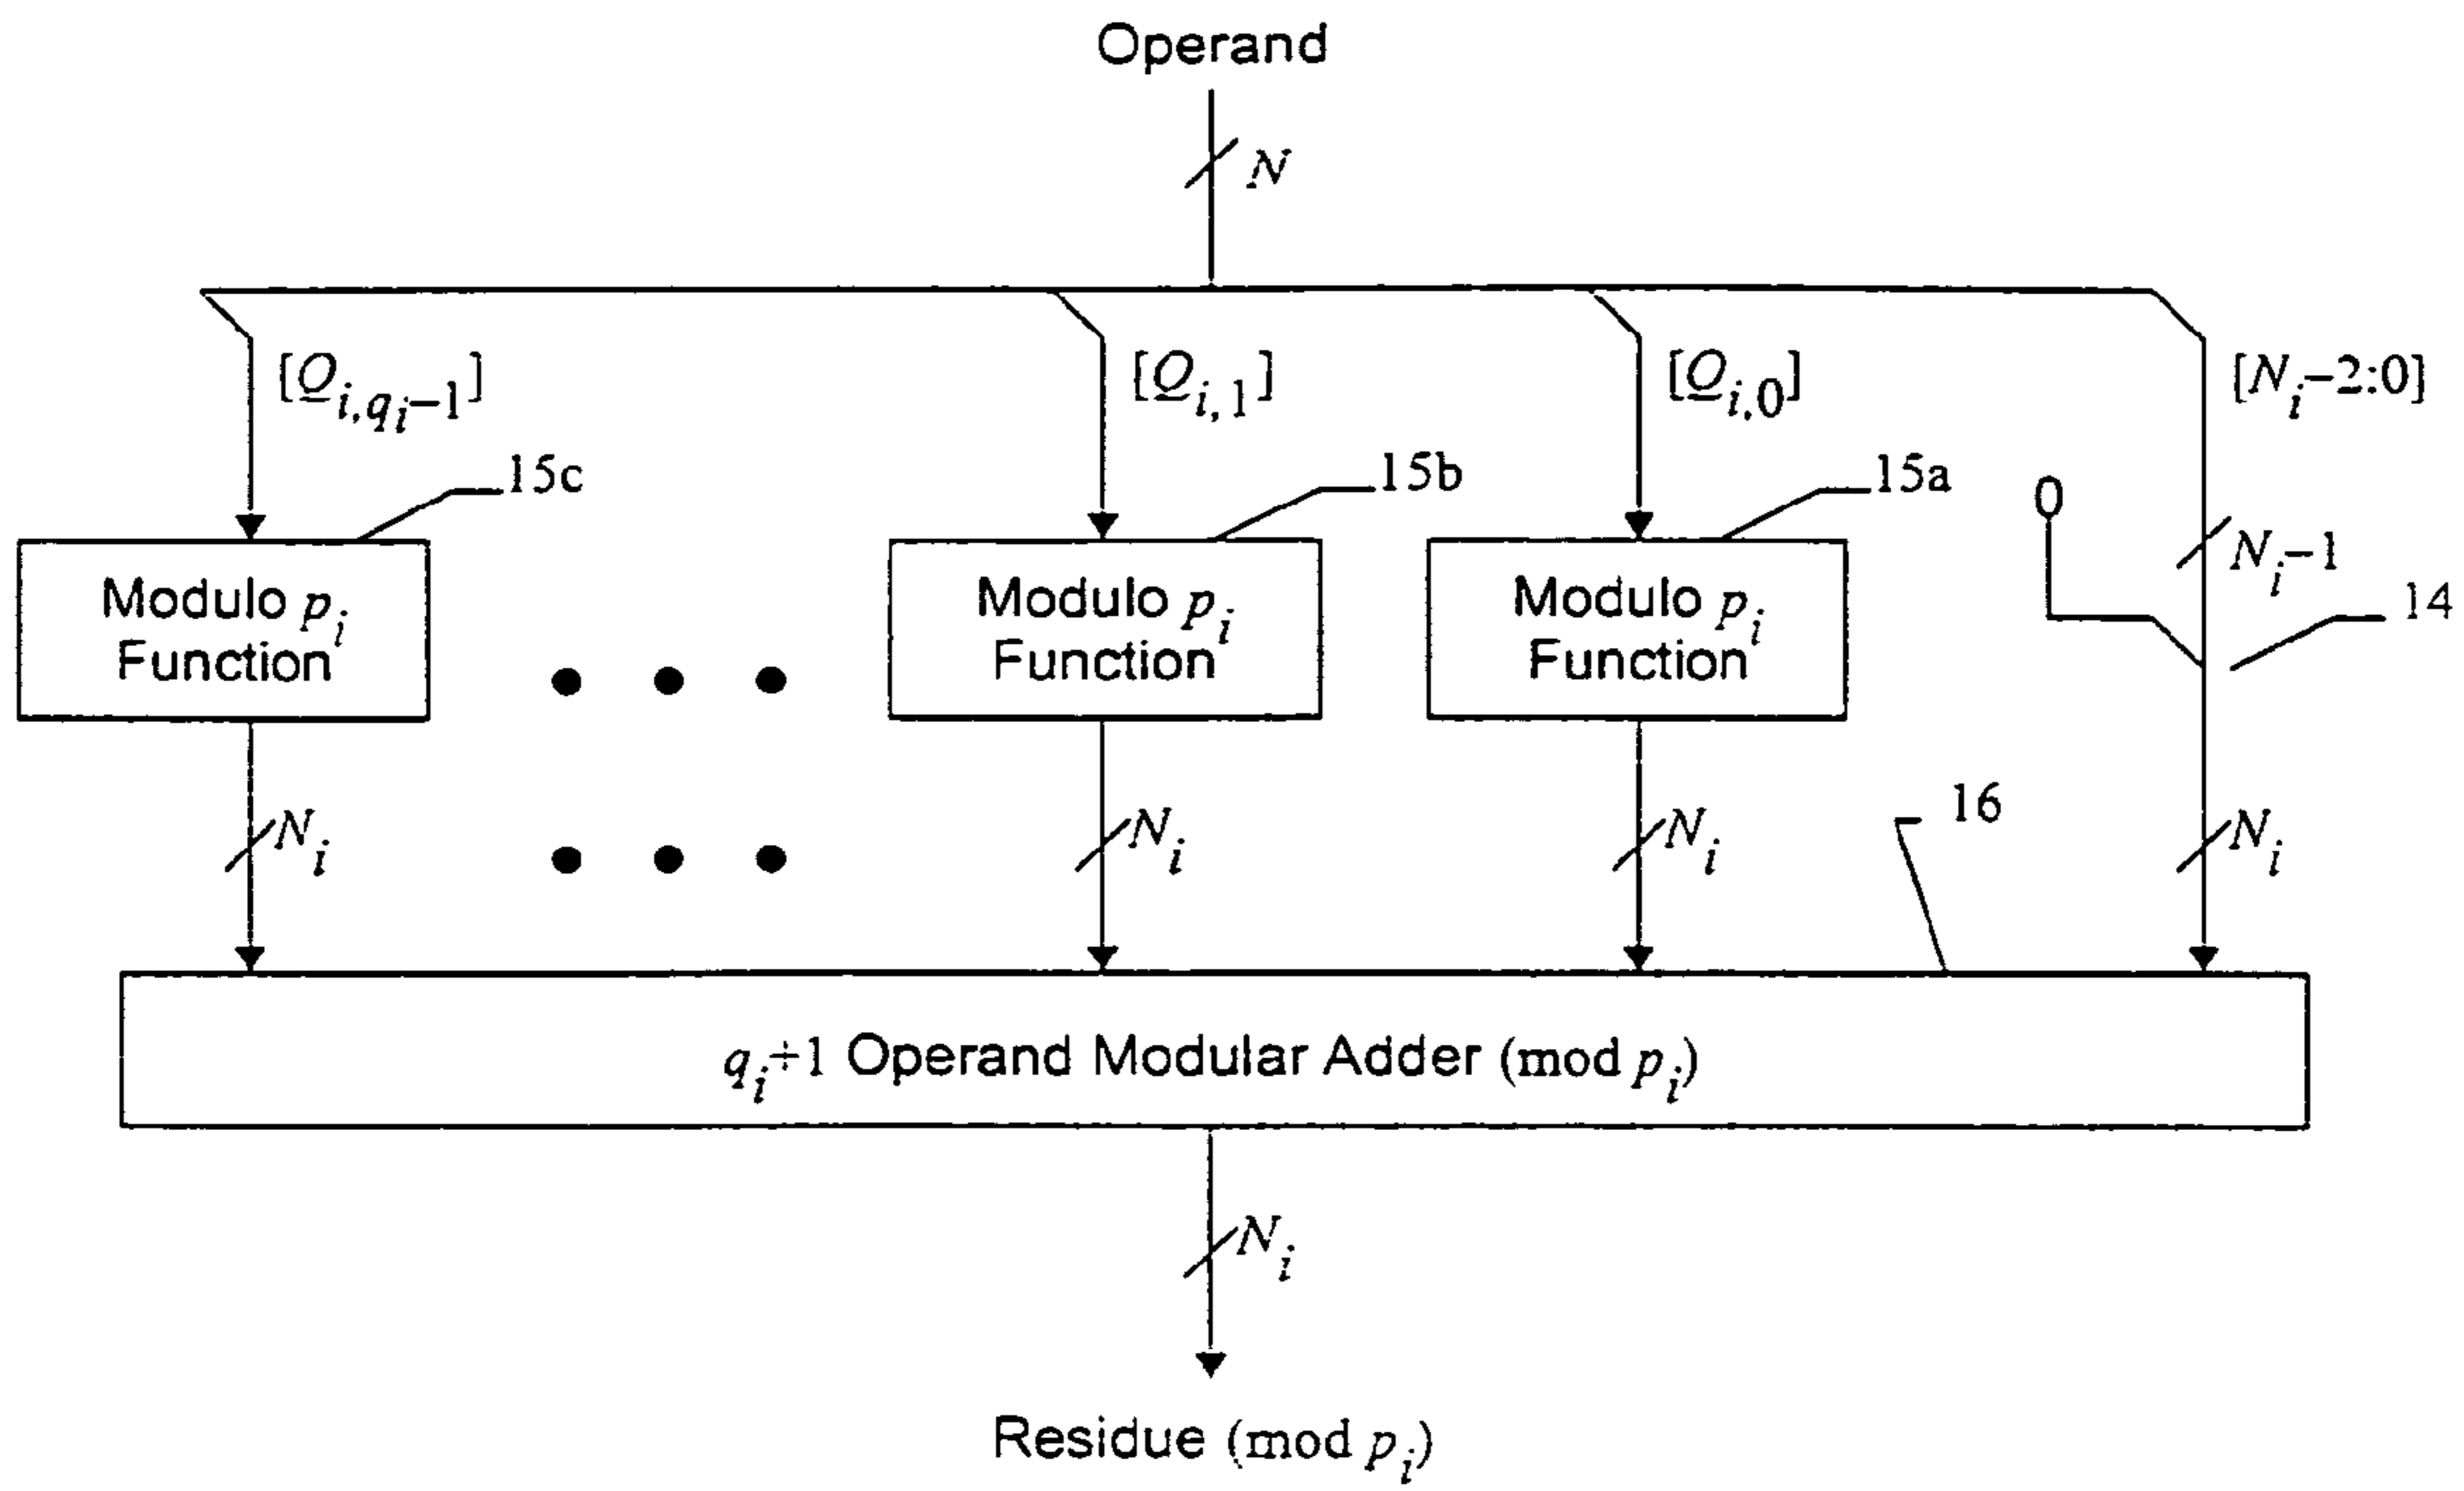 Operand
N
[Q_{i,q_i−1}] [Q_{i,1}] [Q_{i,0}] [N_i−2:0]
15c 15b 15a 0
N_i−1
14
Modulo p_i Function
Modulo p_i Function
Modulo p_i Function
16
N_i N_i N_i N_i
q_i+1 Operand Modular Adder (mod p_i)
N_i
Residue (mod p_i)